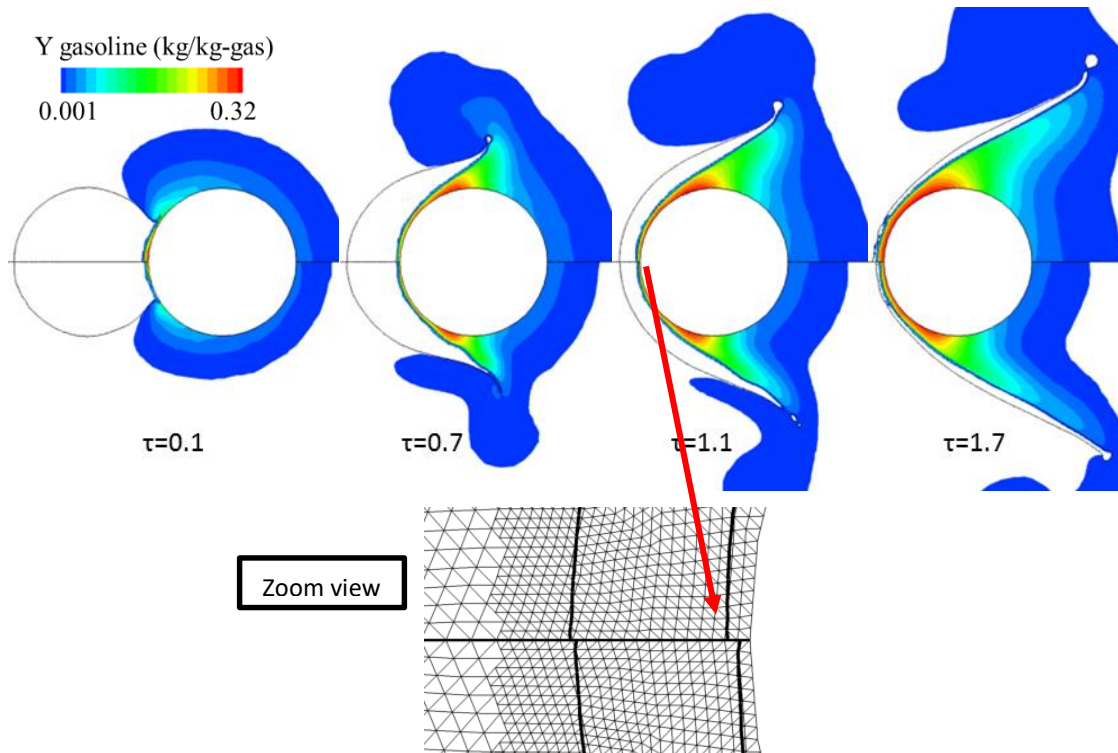 Y gasoline (kg/kg-gas)
0.001 0.32
τ=0.1 τ=0.7 τ=1.1 τ=1.7
Zoom view